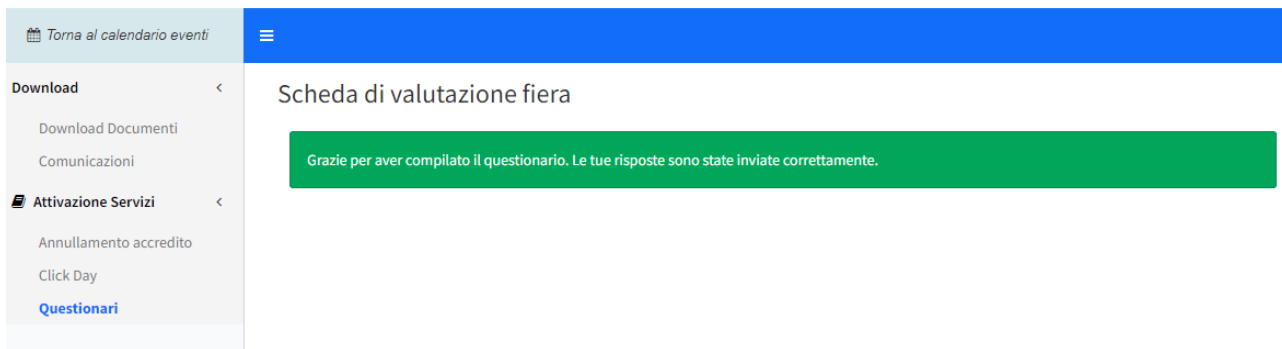 Torna al calendario eventi
Download
Download Documenti
Comunicazioni
Attivazione Servizi
Annullamento accredito
Click Day
Questionari
Scheda di valutazione fiera
Grazie per aver compilato il questionario. Le tue risposte sono state inviate correttamente.